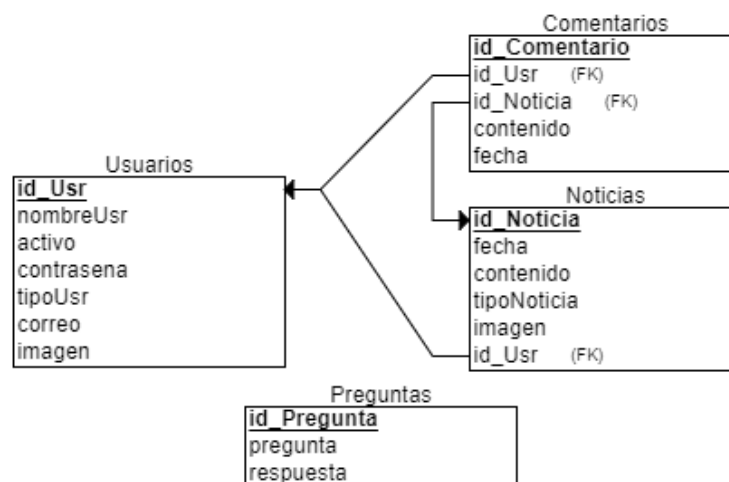 Comentarios
id_Comentario
id_Usr (FK)
id_Noticia (FK)
contenido
fecha
Usuarios
id_Usr
nombreUsr
activo
contrasena
tipoUsr
correo
imagen
Noticias
id_Noticia
fecha
contenido
tipoNoticia
imagen
id_Usr (FK)
Preguntas
id_Pregunta
pregunta
respuesta